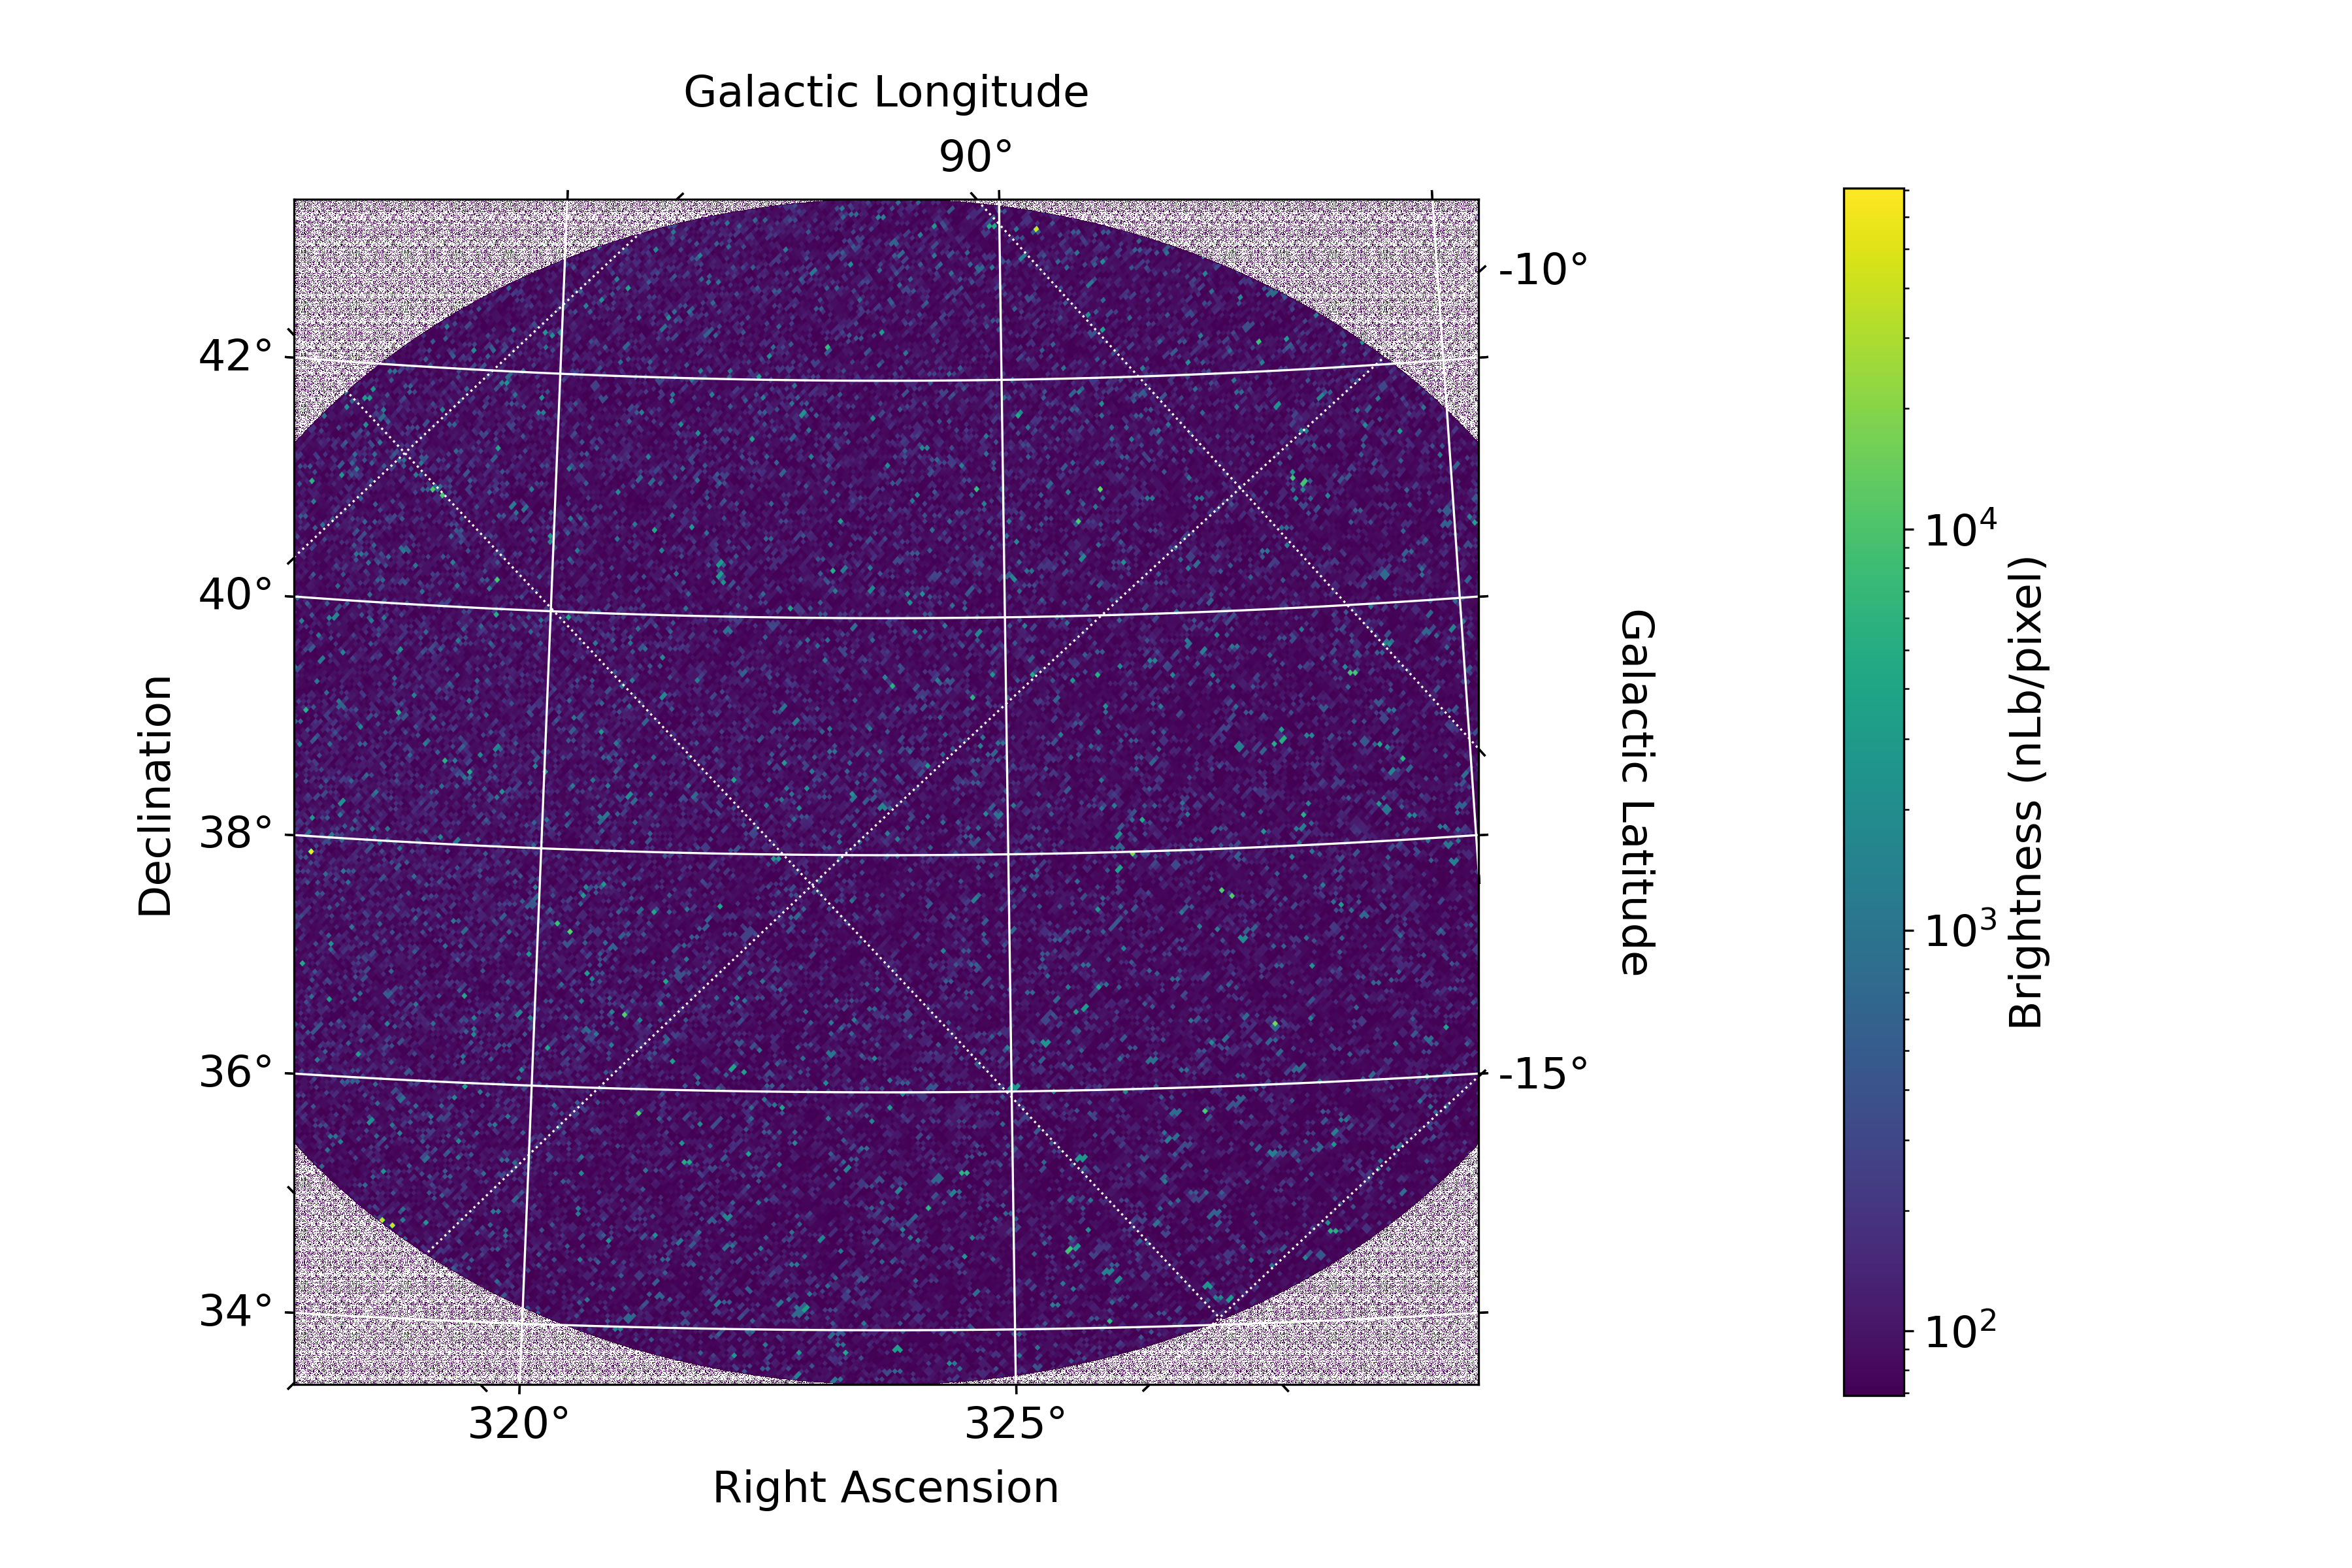 Galactic Longitude
90°
-10°
42°
40°
38°
36°
34°
-15°
Declination
Galactic Latitude
320°
325°
Right Ascension
10^4
10^3
10^2
Brightness (nLb/pixel)